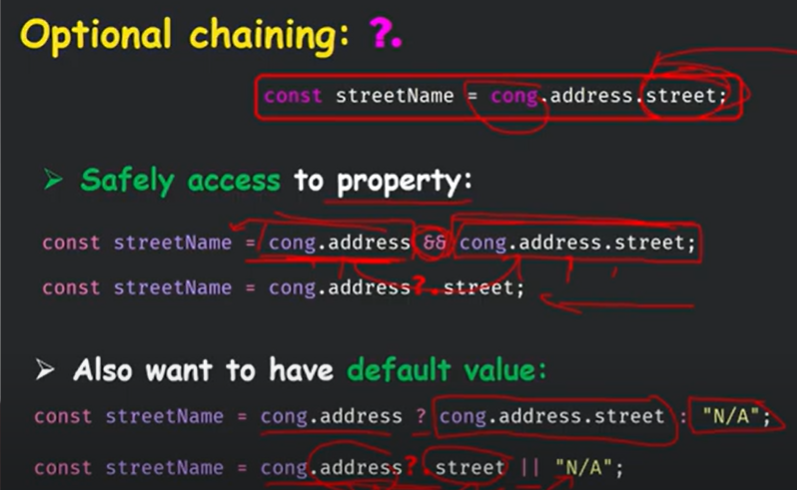 Optional chaining: ?.
const streetName = cong.address.street;
➢ Safely access to property:
const streetName = cong.address && cong.address.street;
const streetName = cong.address?.street;
➢ Also want to have default value:
const streetName = cong.address ? cong.address.street : "N/A";
const streetName = cong.address?.street || "N/A";